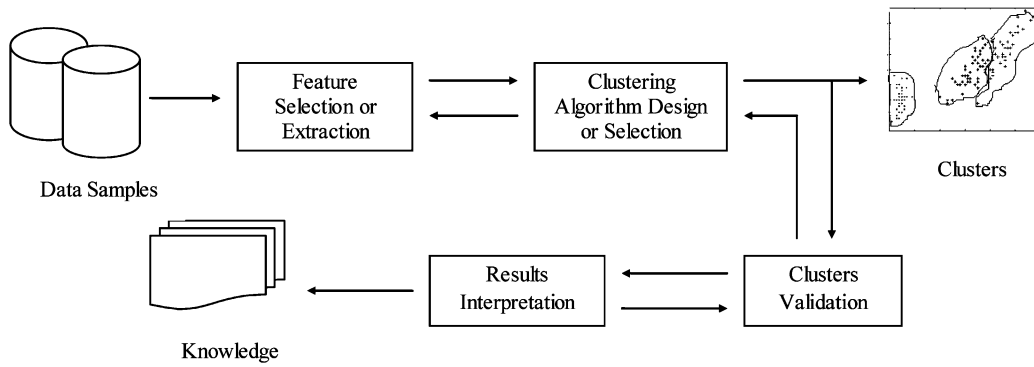 Feature
Selection or
Extraction
Clustering
Algorithm Design
or Selection
Data Samples
Clusters
Results
Interpretation
Clusters
Validation
Knowledge